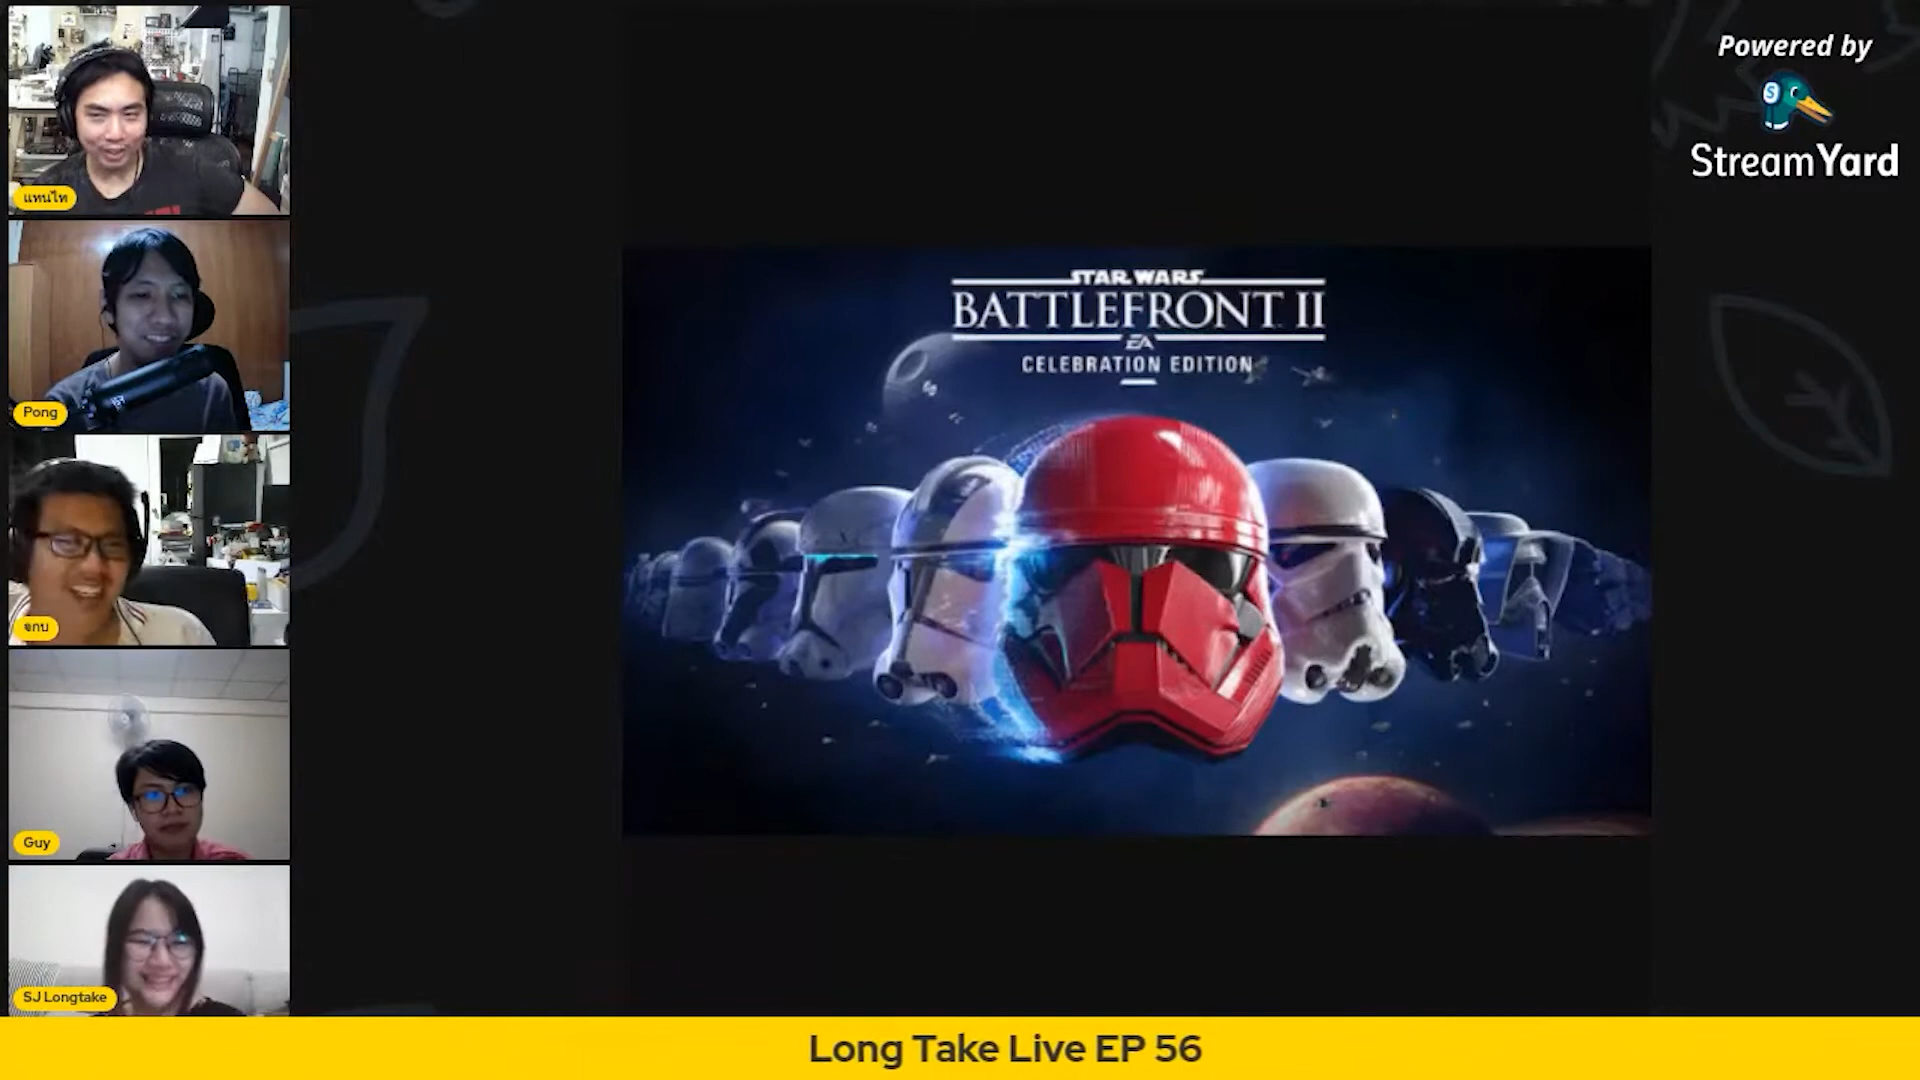 แทนไท
Pong
จกบ
Guy
SJ Longtake
STAR WARS
BATTLEFRONT II
EA
CELEBRATION EDITION
Powered by
S
StreamYard
Long Take Live EP 56